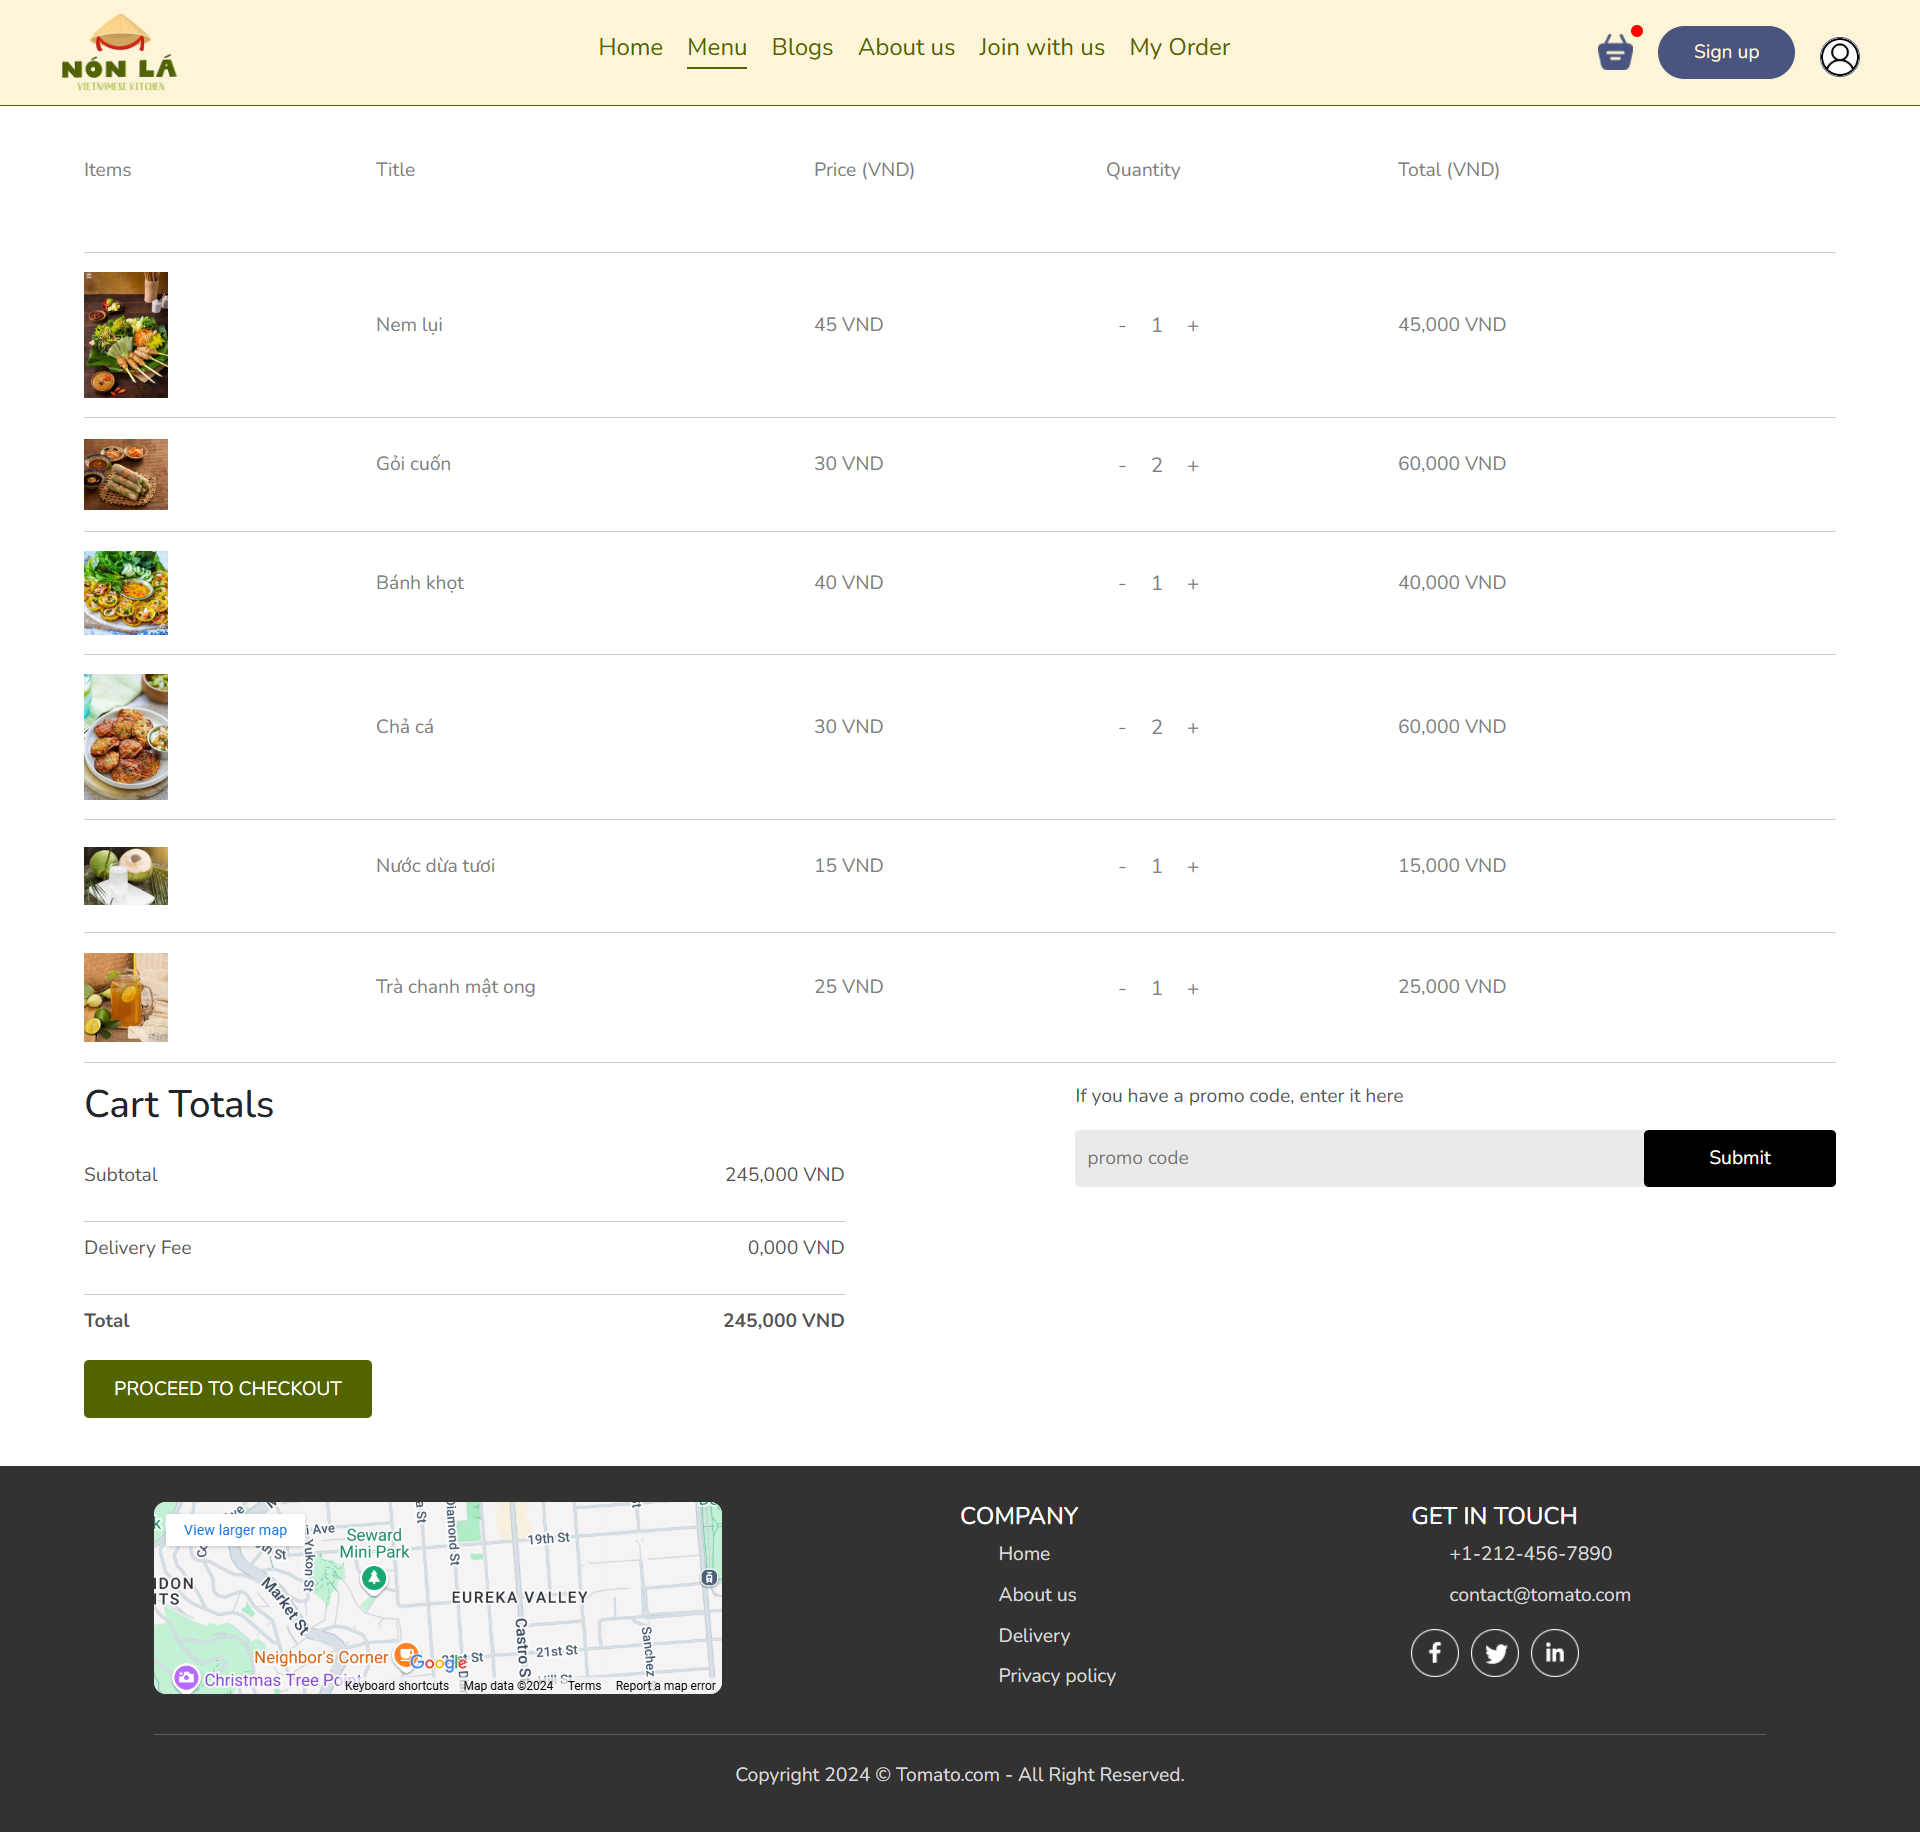 NÓN LÁ
VIETNAMESE KITCHEN
Home Menu Blogs About us Join with us My Order
Sign up
Items Title Price (VND) Quantity Total (VND)
Nem lụi 45 VND - 1 + 45,000 VND
Gỏi cuốn 30 VND - 2 + 60,000 VND
Bánh khọt 40 VND - 1 + 40,000 VND
Chả cá 30 VND - 2 + 60,000 VND
Nước dừa tươi 15 VND - 1 + 15,000 VND
Trà chanh mật ong 25 VND - 1 + 25,000 VND
Cart Totals
Subtotal 245,000 VND
Delivery Fee 0,000 VND
Total 245,000 VND
PROCEED TO CHECKOUT
If you have a promo code, enter it here
promo code Submit
View larger map
Seward
Mini Park
19th St
Diamond St
Yukon St
Market St
EUREKA VALLEY
Castro S
21st St
21st St
Sanchez
Neighbor's Corner
Christmas Tree Poin
Google
Keyboard shortcuts Map data ©2024 Terms Report a map error
COMPANY
Home
About us
Delivery
Privacy policy
GET IN TOUCH
+1-212-456-7890
contact@tomato.com
f in
Copyright 2024 © Tomato.com - All Right Reserved.